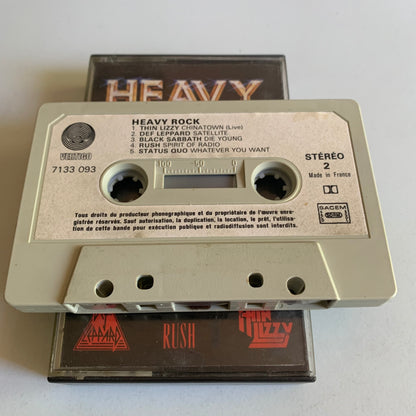 HEAVY
HEAVY ROCK
1. THIN LIZZY CHINATOWN (Live)
2. DEF LEPPARD SATELLITE
3. BLACK SABBATH DIE YOUNG
4. RUSH SPIRIT OF RADIO
5. STATUS QUO WHATEVER YOU WANT
VERTIGO
7133 093
100 50 0
STÉRÉO
2
Made in France
SACEM
Tous droits du producteur phonographique et du propriétaire de l'œuvre enre-
gistrée réservés. Sauf autorisation, la duplication, la location, le prêt, l'utilisa-
tion de cette bande pour exécution publique et radiodiffusion sont interdits.
RUSH
THIN LIZZY